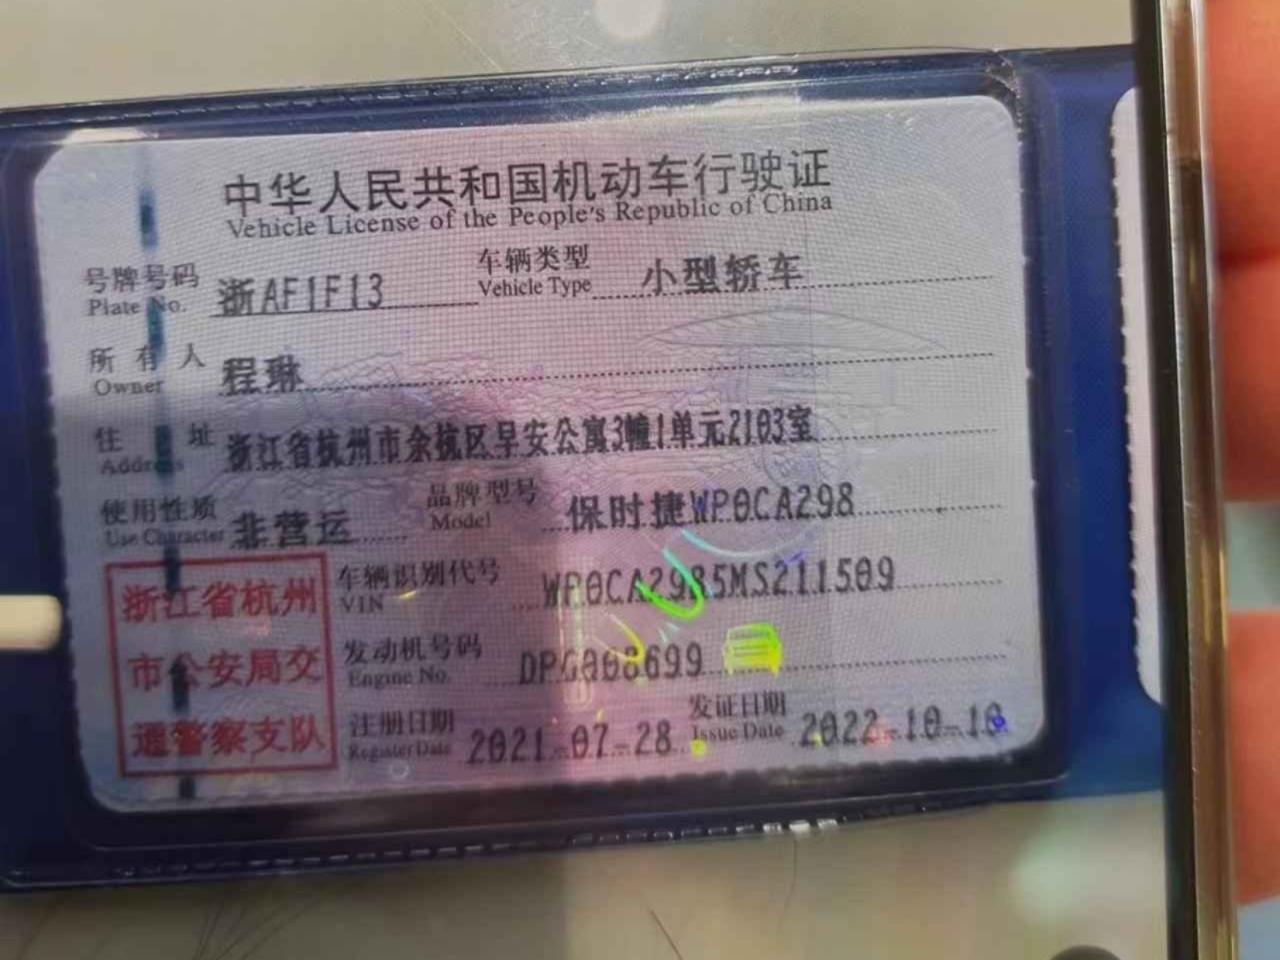 中华人民共和国机动车行驶证
Vehicle License of the People's Republic of China
号牌号码 浙AF1F13 车辆类型 小型轿车
Plate No. Vehicle Type
所有人 程琳
Owner
住址 浙江省杭州市余杭区早安公寓3幢1单元2103室
Address
使用性质 非营运 品牌型号 保时捷WP0CA298
Use Character Model
浙江省杭州 车辆识别代号 WP0CA2985MS211509
VIN
市公安局交 发动机号码 DPG008699
Engine No.
通警察支队 注册日期 2021-07-28 发证日期 2022-10-10
Register Date Issue Date